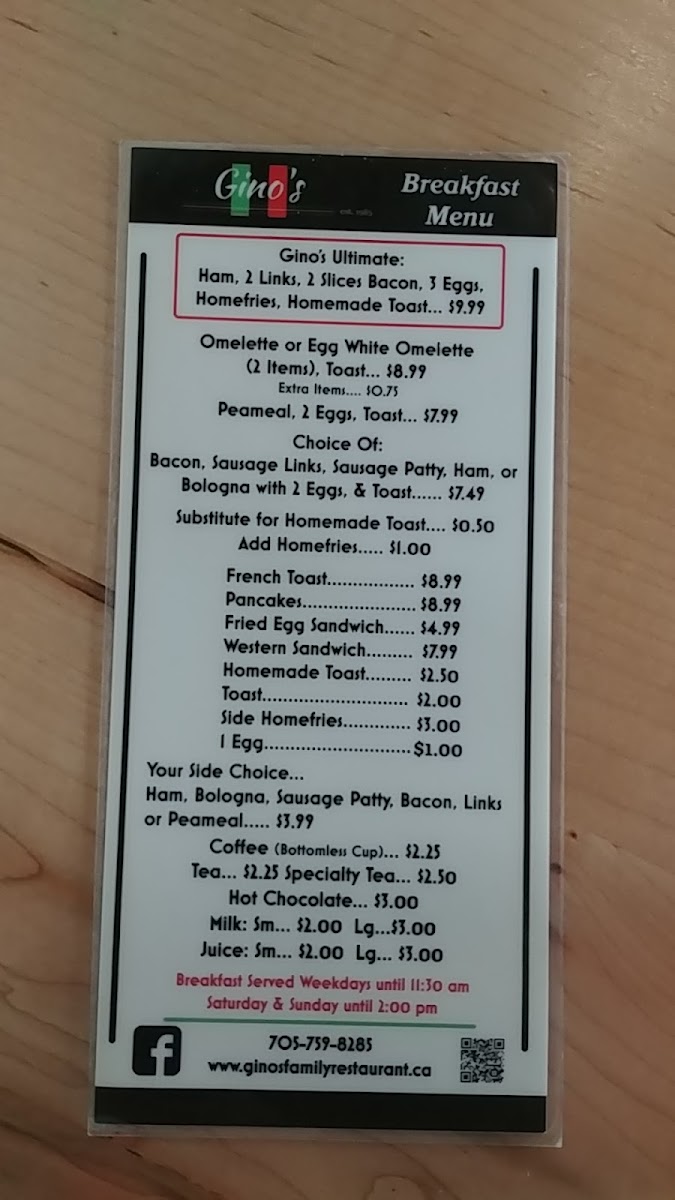 Gino's
Breakfast
Menu
Gino's Ultimate:
Ham, 2 Links, 2 Slices Bacon, 3 Eggs,
Homefries, Homemade Toast... $9.99
Omelette or Egg White Omelette
(2 Items), Toast... $8.99
Extra Items.... $0.75
Peameal, 2 Eggs, Toast... $7.99
Choice Of:
Bacon, Sausage Links, Sausage Patty, Ham, or
Bologna with 2 Eggs, & Toast...... $7.49
Substitute for Homemade Toast.... $0.50
Add Homefries..... $1.00
French Toast................. $8.99
Pancakes....................... $8.99
Fried Egg Sandwich...... $4.99
Western Sandwich......... $7.99
Homemade Toast......... $2.50
Toast............................. $2.00
Side Homefries............. $3.00
1 Egg.............................$1.00
Your Side Choice...
Ham, Bologna, Sausage Patty, Bacon, Links
or Peameal..... $3.99
Coffee (Bottomless Cup)... $2.25
Tea... $2.25 Specialty Tea... $2.50
Hot Chocolate... $3.00
Milk: Sm... $2.00 Lg...$3.00
Juice: Sm... $2.00 Lg... $3.00
Breakfast Served Weekdays until 11:30 am
Saturday & Sunday until 2:00 pm
705-759-8285
www.ginosfamilyrestaurant.ca